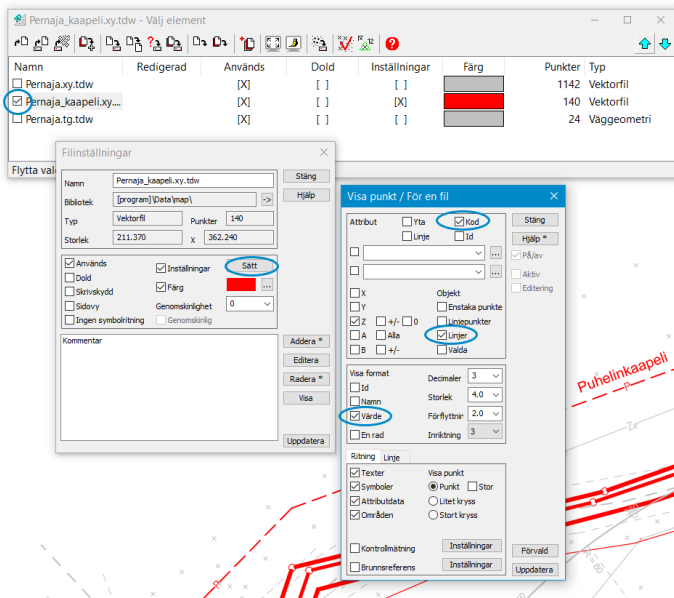 Pernaja_kaapeli.xy.tdw - Välj element
Namn Redigerad Används Dold Inställningar Färg Punkter Typ
Pernaja.xy.tdw [X] [ ] [ ] 1142 Vektorfil
Pernaja_kaapeli.xy.... [X] [ ] [X] 140 Vektorfil
Pernaja.tg.tdw [X] [ ] [ ] 24 Väggeometri
Flytta val
Filinställningar
Namn Pernaja_kaapeli.xy.tdw
Bibliotek [program]\Data\map\ ->
Typ Vektorfil Punkter 140
Storlek 211.370 X 362.240
Stäng
Hjälp
Används
Dold
Skrivskydd
Sidovy
Ingen symbolritning
Inställningar Sätt
Färg ...
Genomskinlighet 0
Genomskinlig
Kommentar
Addera *
Editera
Radera *
Visa
Uppdatera
Visa punkt / För en fil
Attribut Yta Kod
Linje Id
...
...
Stäng
Hjälp *
På/av
Aktiv
Editering
X
Y
Z +/- 0
A Alla
B +/-
Objekt
Enstaka punkte
Linjepunkter
Linjer
Valda
Visa format
Id
Namn
Värde
En rad
Decimaler 3
Storlek 4.0
Förflyttnir 2.0
Inriktning 3
Ritning Linje
Texter
Symboler
Attributdata
Områden
Visa punkt
Punkt Stor
Litet kryss
Stort kryss
Kontrollmätning Inställningar
Brunnsreferens Inställningar
Förvald
Uppdatera
Puhelinkaapeli